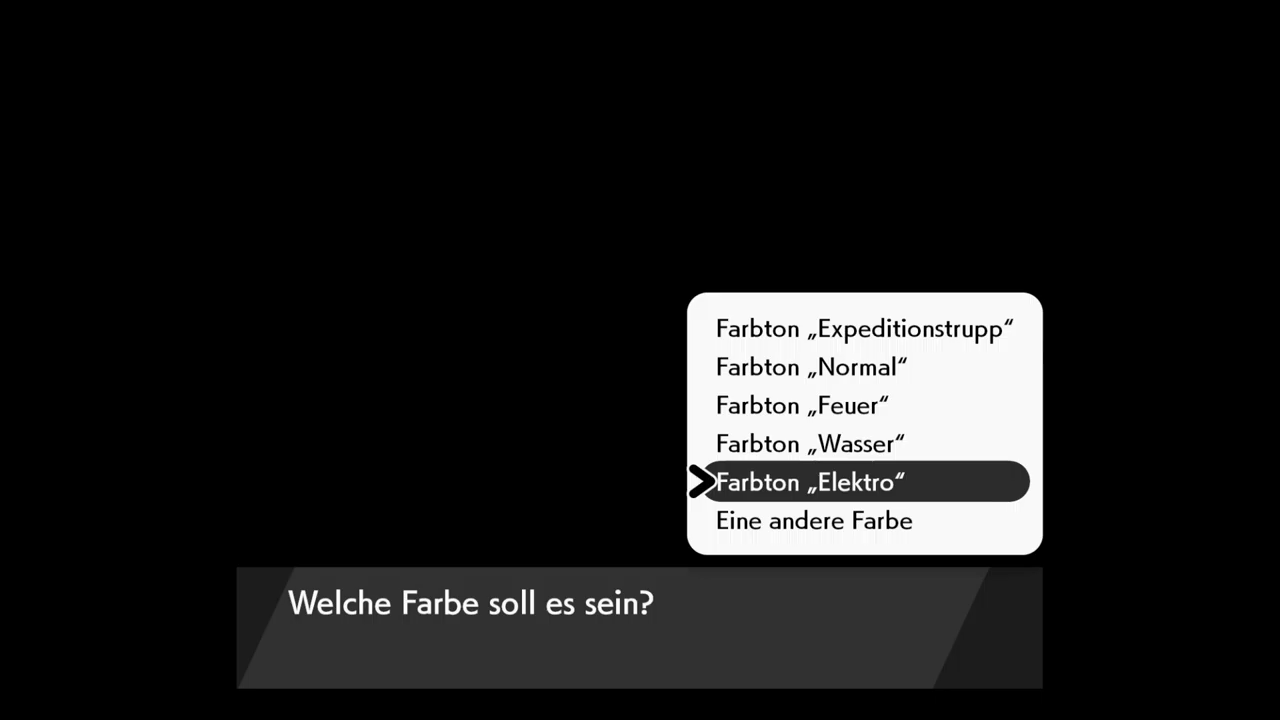 Farbton „Expeditionstrupp“
Farbton „Normal“
Farbton „Feuer“
Farbton „Wasser“
Farbton „Elektro“
Eine andere Farbe
Welche Farbe soll es sein?